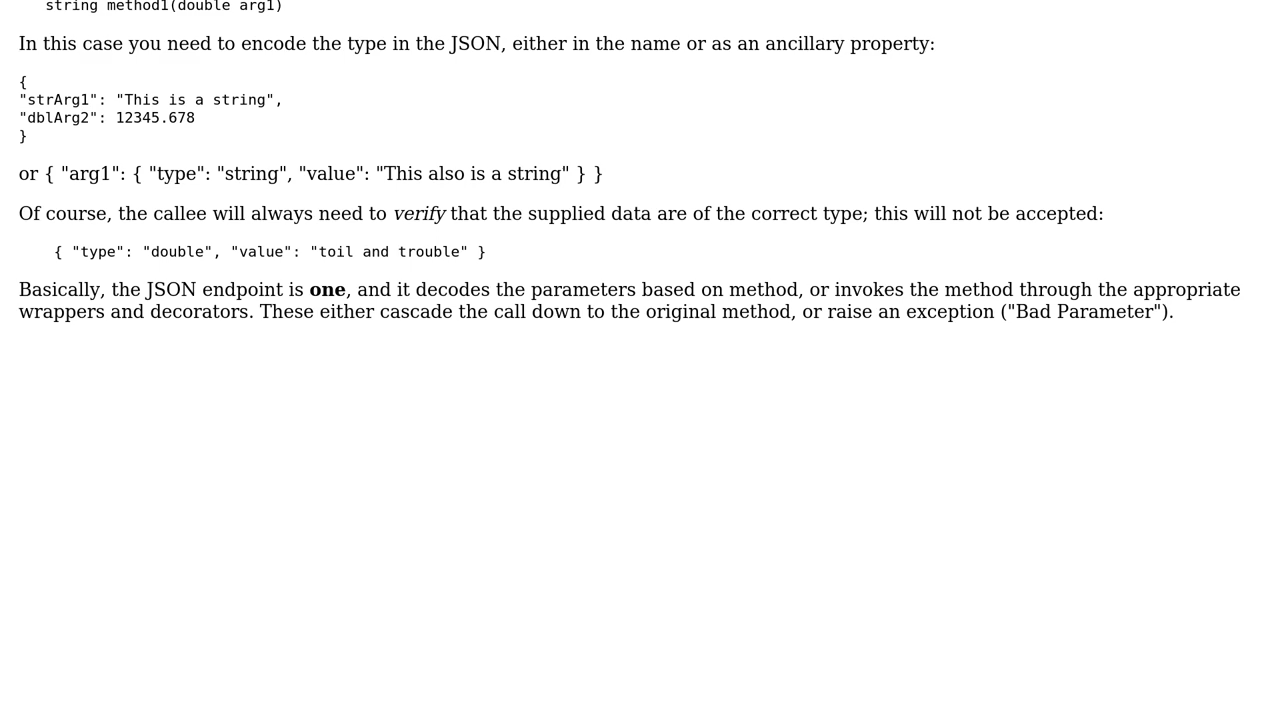 string method1(double arg1)
In this case you need to encode the type in the JSON, either in the name or as an ancillary property:
{
"strArg1": "This is a string",
"dblArg2": 12345.678
}
or { "arg1": { "type": "string", "value": "This also is a string" } }
Of course, the callee will always need to verify that the supplied data are of the correct type; this will not be accepted:
{ "type": "double", "value": "toil and trouble" }
Basically, the JSON endpoint is one, and it decodes the parameters based on method, or invokes the method through the appropriate
wrappers and decorators. These either cascade the call down to the original method, or raise an exception ("Bad Parameter").